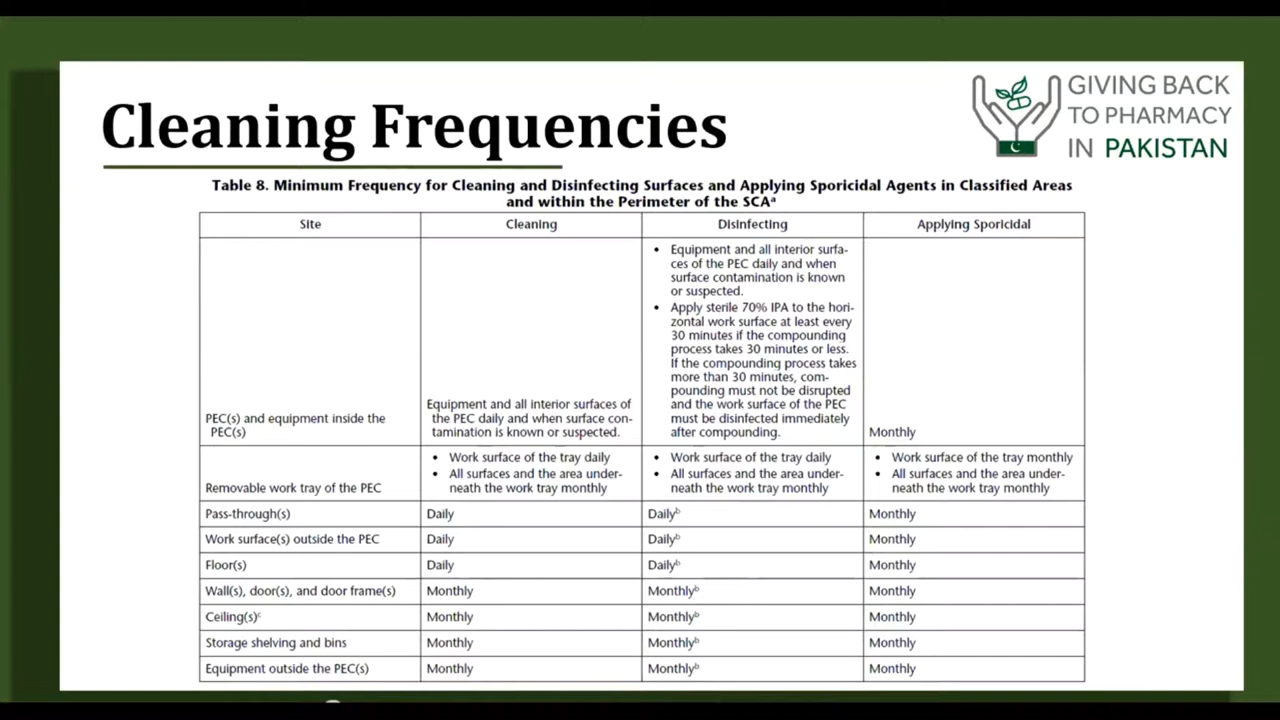 Cleaning Frequencies
GIVING BACK
TO PHARMACY
IN PAKISTAN
Table 8. Minimum Frequency for Cleaning and Disinfecting Surfaces and Applying Sporicidal Agents in Classified Areas
and within the Perimeter of the SCAᵃ
Site
Cleaning
Disinfecting
Applying Sporicidal
PEC(s) and equipment inside the
PEC(s)
Equipment and all interior surfaces of
the PEC daily and when surface con-
tamination is known or suspected.
• Equipment and all interior surfa-
ces of the PEC daily and when
surface contamination is known
or suspected.
• Apply sterile 70% IPA to the hori-
zontal work surface at least every
30 minutes if the compounding
process takes 30 minutes or less.
If the compounding process takes
more than 30 minutes, com-
pounding must not be disrupted
and the work surface of the PEC
must be disinfected immediately
after compounding.
Monthly
Removable work tray of the PEC
• Work surface of the tray daily
• All surfaces and the area under-
neath the work tray monthly
• Work surface of the tray daily
• All surfaces and the area under-
neath the work tray monthly
• Work surface of the tray monthly
• All surfaces and the area under-
neath the work tray monthly
Pass-through(s)
Daily
Dailyᵇ
Monthly
Work surface(s) outside the PEC
Daily
Dailyᵇ
Monthly
Floor(s)
Daily
Dailyᵇ
Monthly
Wall(s), door(s), and door frame(s)
Monthly
Monthlyᵇ
Monthly
Ceiling(s)ᶜ
Monthly
Monthlyᵇ
Monthly
Storage shelving and bins
Monthly
Monthlyᵇ
Monthly
Equipment outside the PEC(s)
Monthly
Monthlyᵇ
Monthly